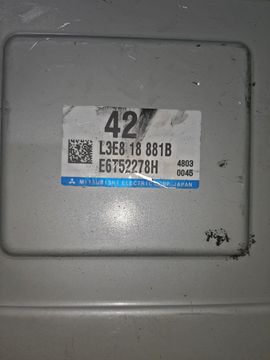 42
L3E8 18 881B
E6T52278H 4803
0045
MITSUBISHI ELECTRIC CORP JAPAN